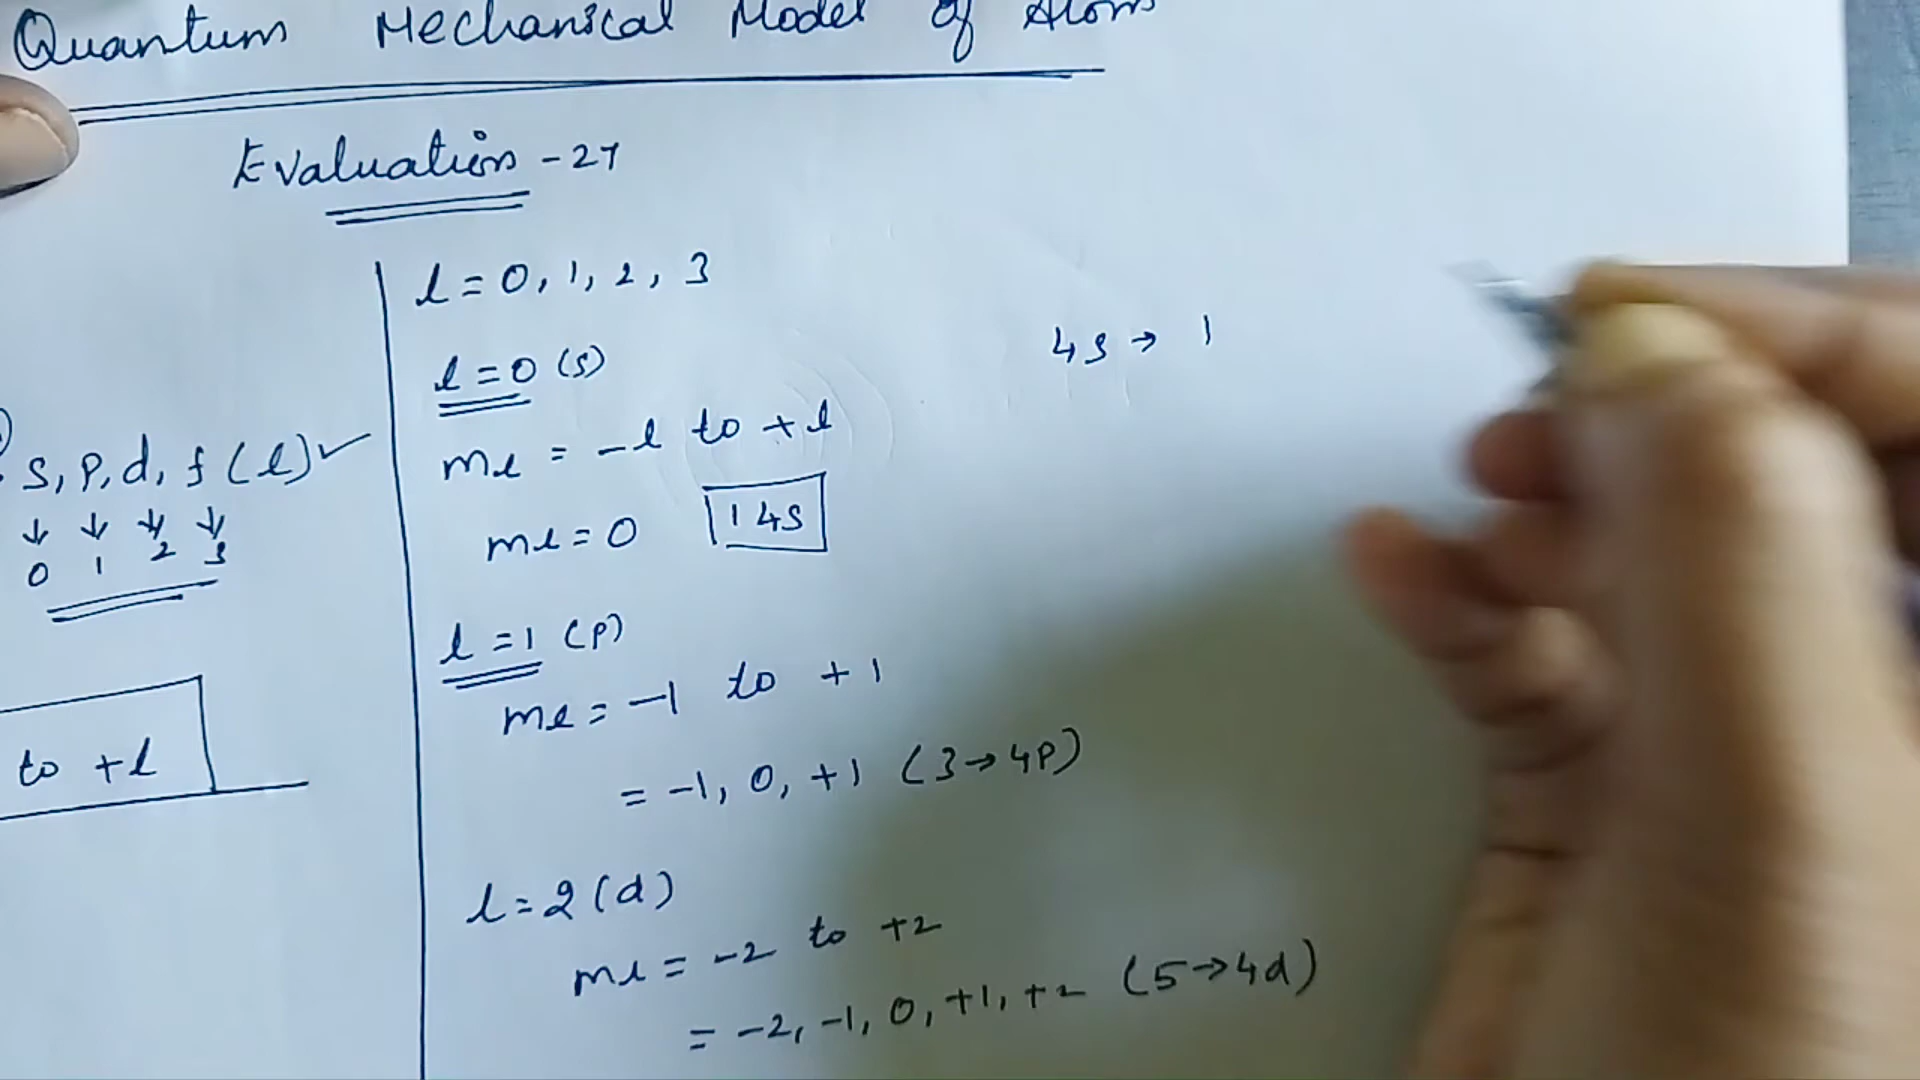 Quantum Mechanical Model of Atom
Evaluation - 27
s, p, d, f (l) ✓
↓ ↓ ↓ ↓
0 1 2 3
to +l
l = 0, 1, 2, 3
l = 0 (s)
ml = -l to +l
ml = 0 1 4s
l = 1 (p)
ml = -1 to +1
= -1, 0, +1 (3→4p)
l = 2 (d)
ml = -2 to +2
= -2, -1, 0, +1, +2 (5→4d)
4s → 1